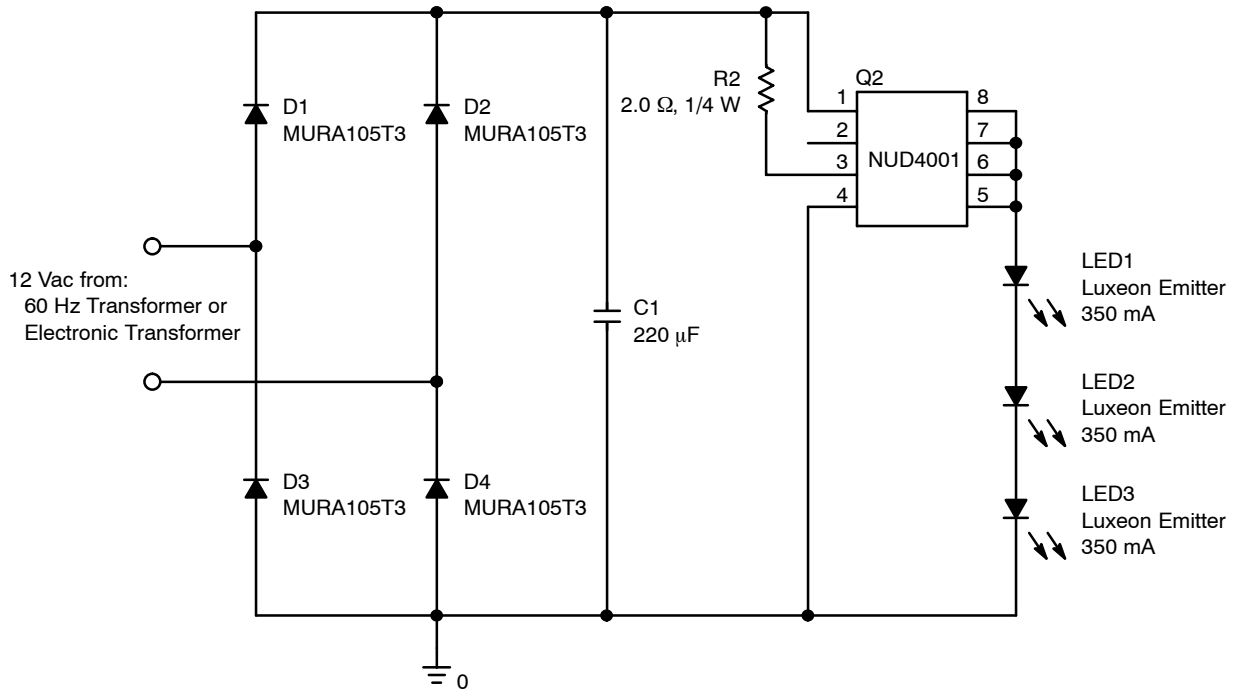 D1
MURA105T3
D2
MURA105T3
R2
2.0 Ω, 1/4 W
Q2
1
2
3
4
NUD4001
8
7
6
5
12 Vac from:
60 Hz Transformer or
Electronic Transformer
C1
220 μF
LED1
Luxeon Emitter
350 mA
LED2
Luxeon Emitter
350 mA
D3
MURA105T3
D4
MURA105T3
LED3
Luxeon Emitter
350 mA
0